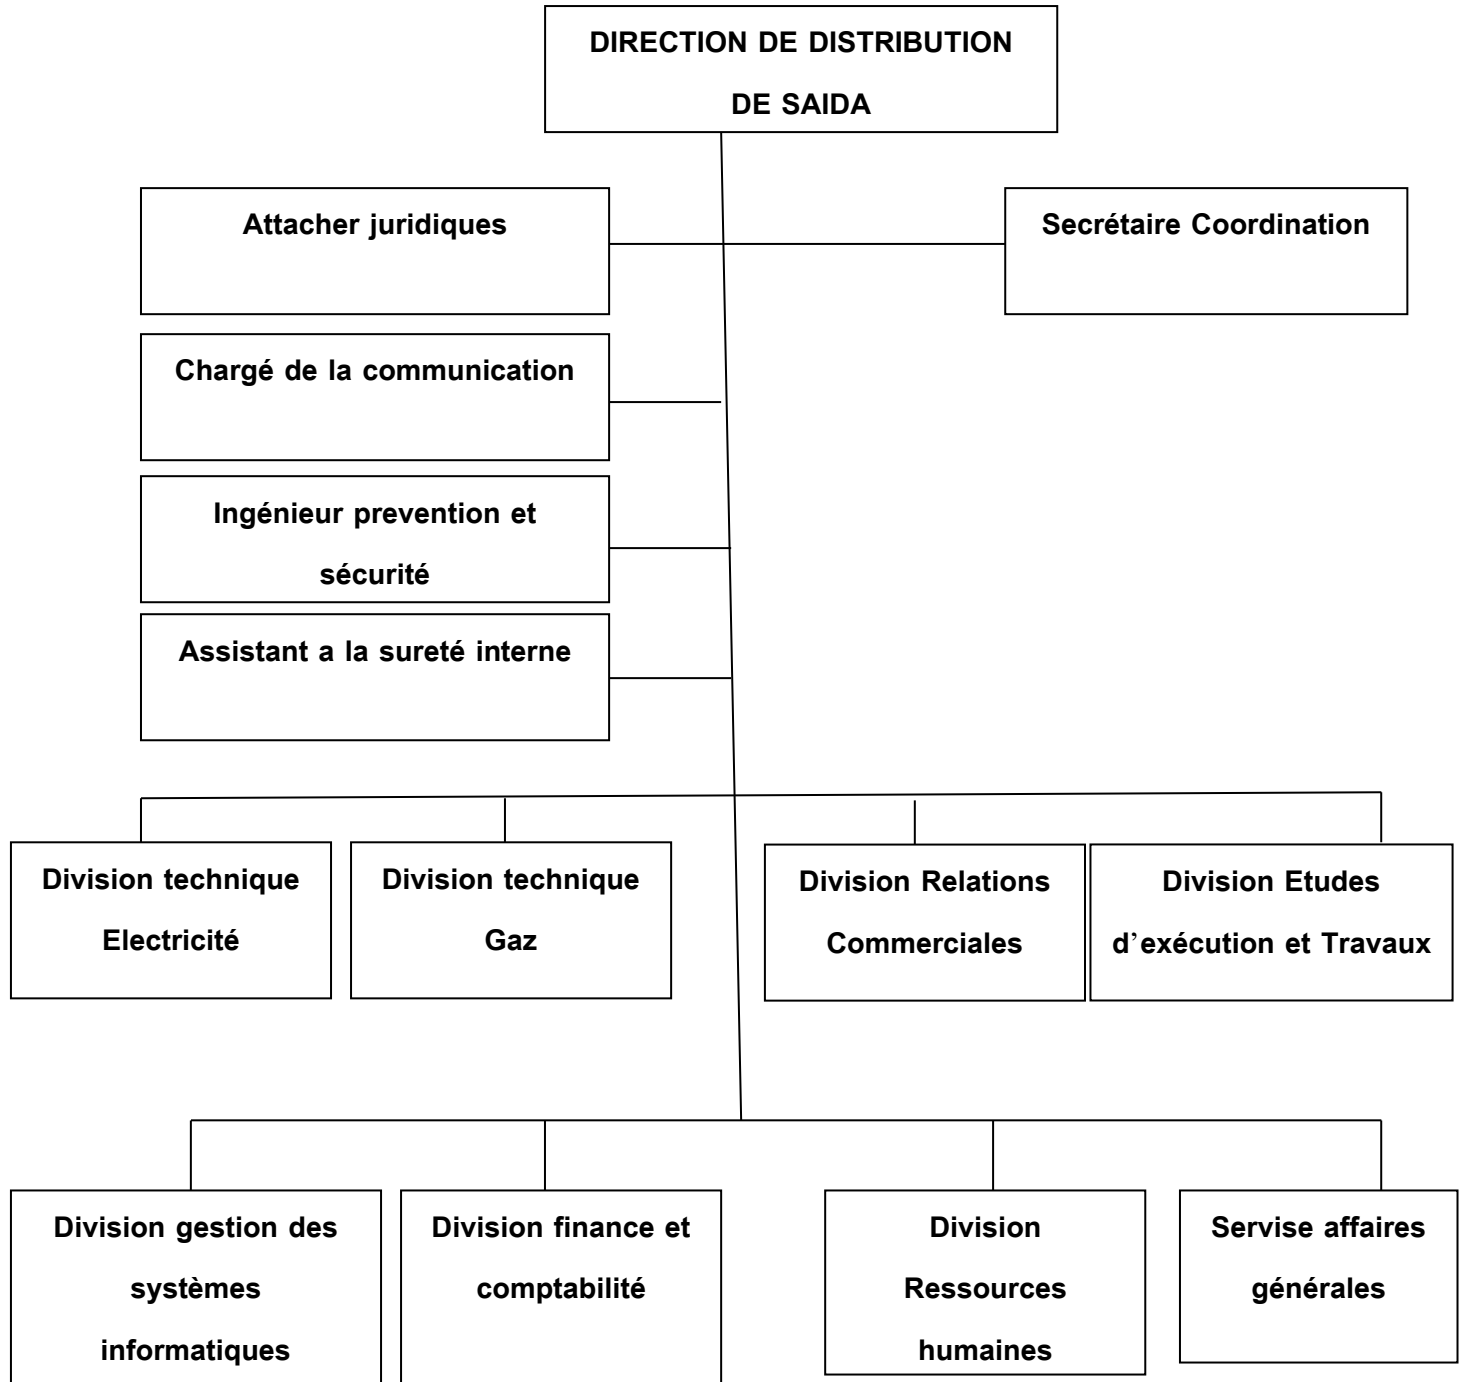 DIRECTION DE DISTRIBUTION
DE SAIDA
Attacher juridiques
Secrétaire Coordination
Chargé de la communication
Ingénieur prevention et
sécurité
Assistant a la sureté interne
Division technique
Electricité
Division technique
Gaz
Division Relations
Commerciales
Division Etudes
d’exécution et Travaux
Division gestion des
systèmes
informatiques
Division finance et
comptabilité
Division
Ressources
humaines
Servise affaires
générales